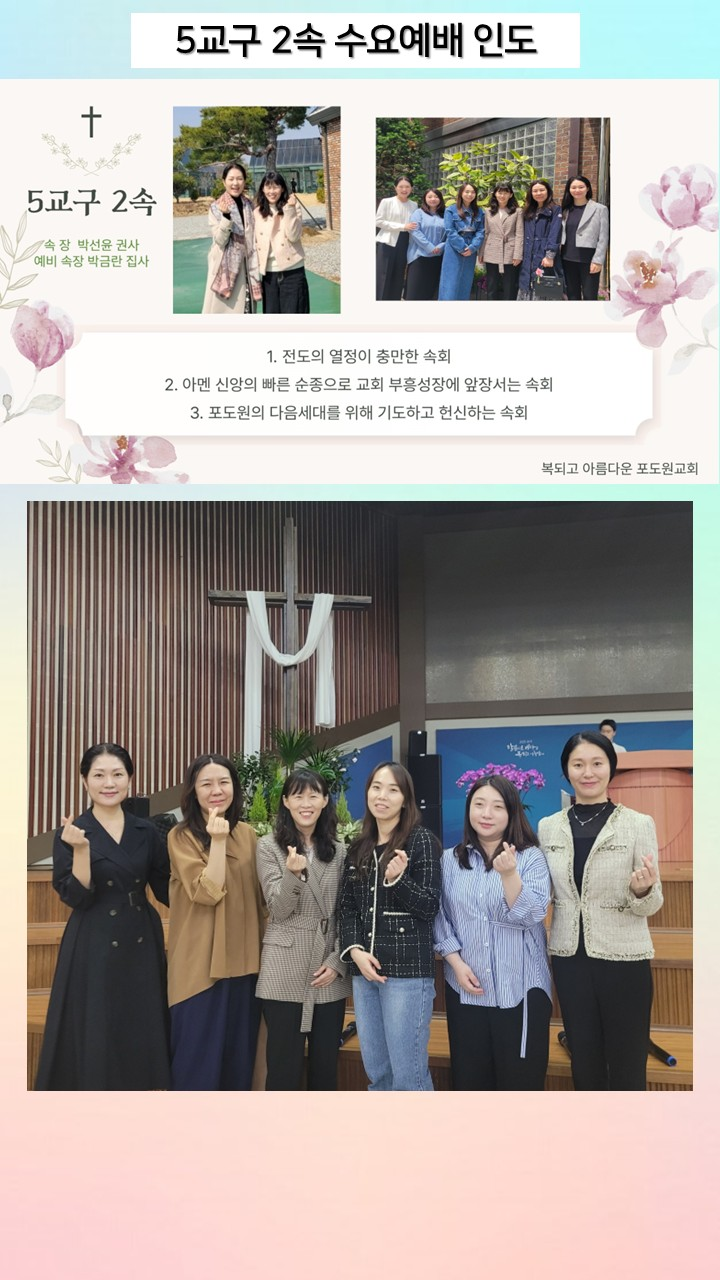 5교구 2속 수요예배 인도
5교구 2속
속 장 박선윤 권사
예비 속장 박금란 집사
1. 전도의 열정이 충만한 속회
2. 아멘 신앙의 빠른 순종으로 교회 부흥성장에 앞장서는 속회
3. 포도원의 다음세대를 위해 기도하고 헌신하는 속회
복되고 아름다운 포도원교회